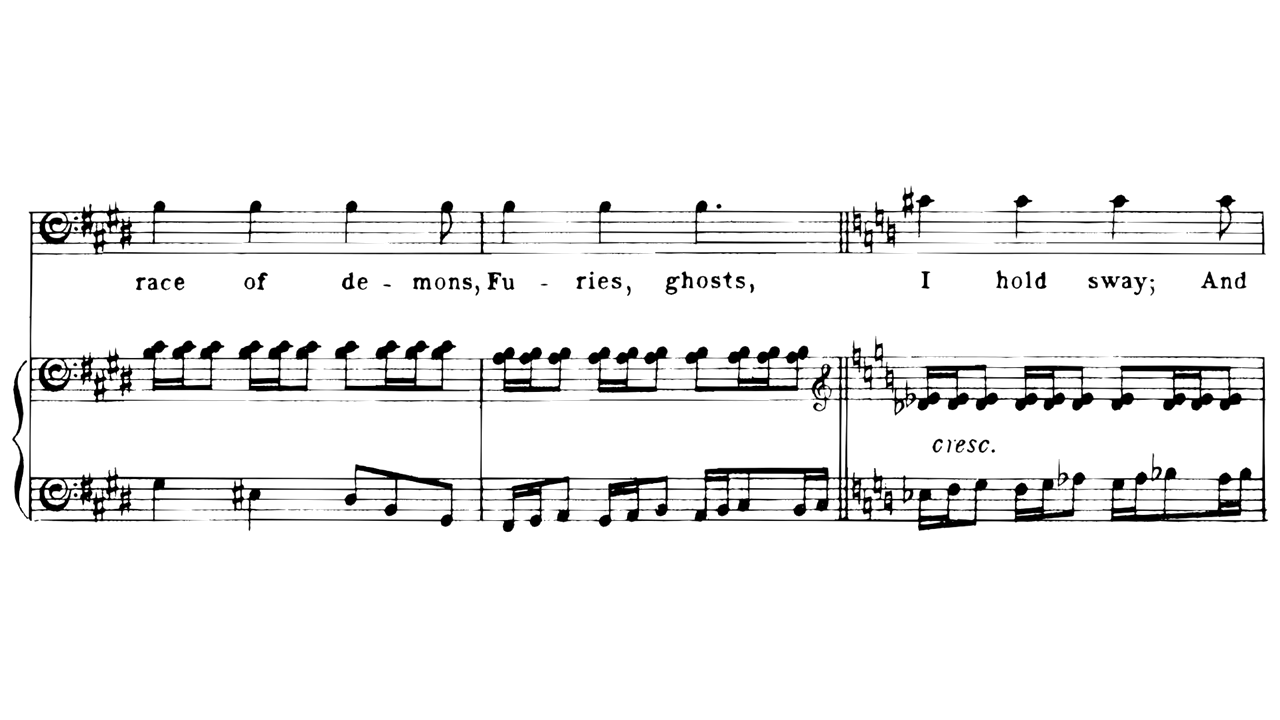 race of de - mons, Fu - ries, ghosts, I hold sway; And
cresc.